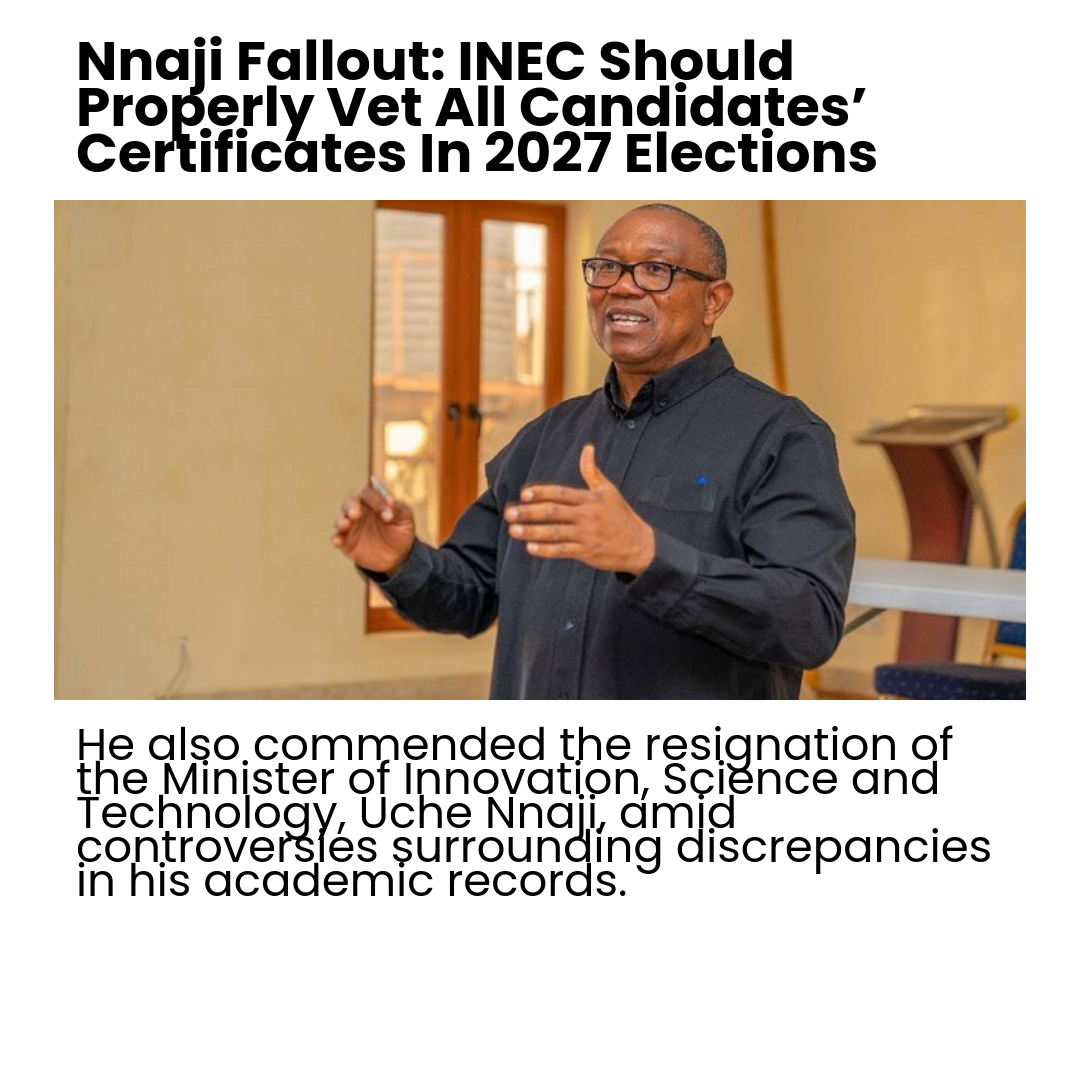 Nnaji Fallout: INEC Should
Properly Vet All Candidates’
Certificates In 2027 Elections
He also commended the resignation of
the Minister of Innovation, Science and
Technology, Uche Nnaji, amid
controversies surrounding discrepancies
in his academic records.